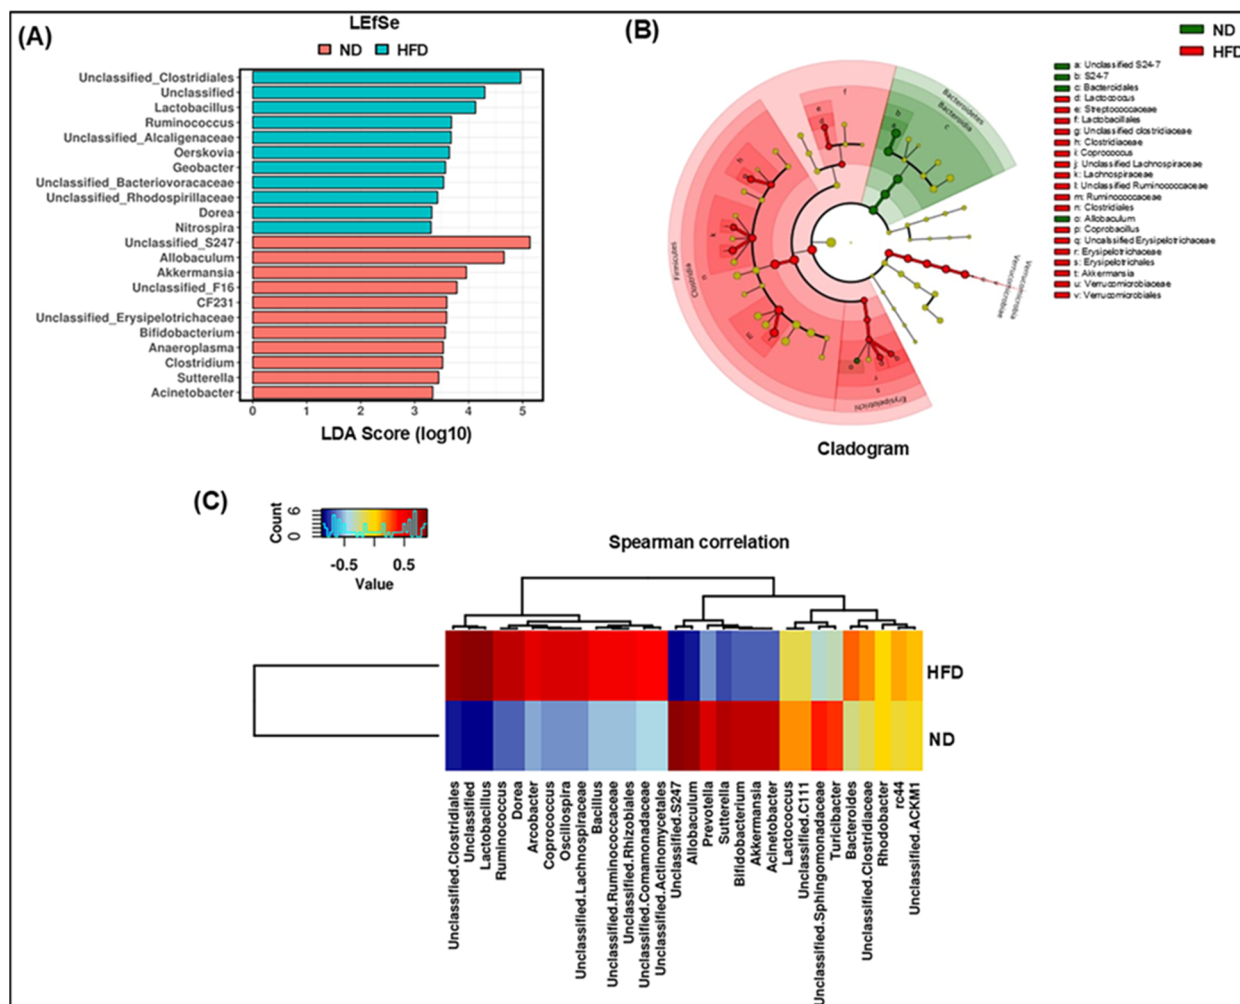 (A)
LEfSe
ND HFD
Unclassified_Clostridiales
Unclassified
Lactobacillus
Ruminococcus
Unclassified_Alcaligenaceae
Oerskovia
Geobacter
Unclassified_Bacteriovoracaceae
Unclassified_Rhodospirillaceae
Dorea
Nitrospira
Unclassified_S247
Allobaculum
Akkermansia
Unclassified_F16
CF231
Unclassified_Erysipelotrichaceae
Bifidobacterium
Anaeroplasma
Clostridium
Sutterella
Acinetobacter
0 1 2 3 4 5
LDA Score (log10)
(B)
ND
HFD
a: Unclassified S24-7
b: S24-7
c: Bacteroidales
d: Lactococcus
e: Streptococcaceae
f: Lactobacillales
g: Unclassified clostridiaceae
h: Clostridiaceae
i: Coprococcus
j: Unclassified Lachnospiraceae
k: Lachnospiraceae
l: Unclassified Ruminococcaceae
m: Ruminococcaceae
n: Clostridiales
o: Allobaculum
p: Coprobacillus
q: Uncalssified Erysipelotrichaceae
r: Erysipelotrichaceae
s: Erysipelotrichales
t: Akkermansia
u: Verrucomicrobiaceae
v: Verrucomicrobiales
Bacteroidetes
Bacteroidia
Firmicutes
Clostridia
Erysipelotrichi
Verrucomicrobia
Verrucomicrobiae
f
e
d
b
c
k
n
m
o
r
s
Cladogram
(C)
Count
6
0
-0.5 0.5
Value
Spearman correlation
HFD
ND
Unclassified.Clostridiales
Unclassified
Lactobacillus
Ruminococcus
Dorea
Arcobacter
Coprococcus
Oscillospira
Unclassified.Lachnospiraceae
Bacillus
Unclassified.Ruminococcaceae
Unclassified.Rhizobiales
Unclassified.Comamonadaceae
Unclassified.Actinomycetales
Unclassified.S247
Allobaculum
Prevotella
Sutterella
Bifidobacterium
Akkermansia
Acinetobacter
Lactococcus
Unclassified.C111
Unclassified.Sphingomonadaceae
Turicibacter
Bacteroides
Unclassified.Clostridiaceae
Rhodobacter
rc44
Unclassified.ACKM1